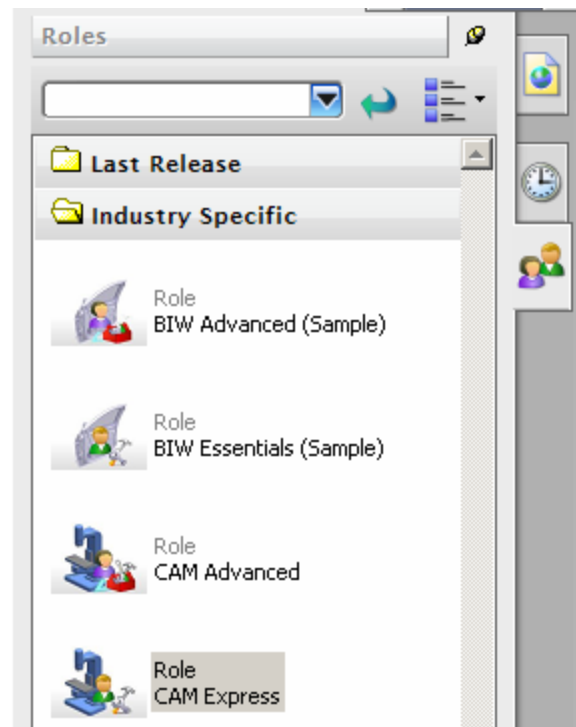 Roles
Last Release
Industry Specific
Role
BIW Advanced (Sample)
Role
BIW Essentials (Sample)
Role
CAM Advanced
Role
CAM Express